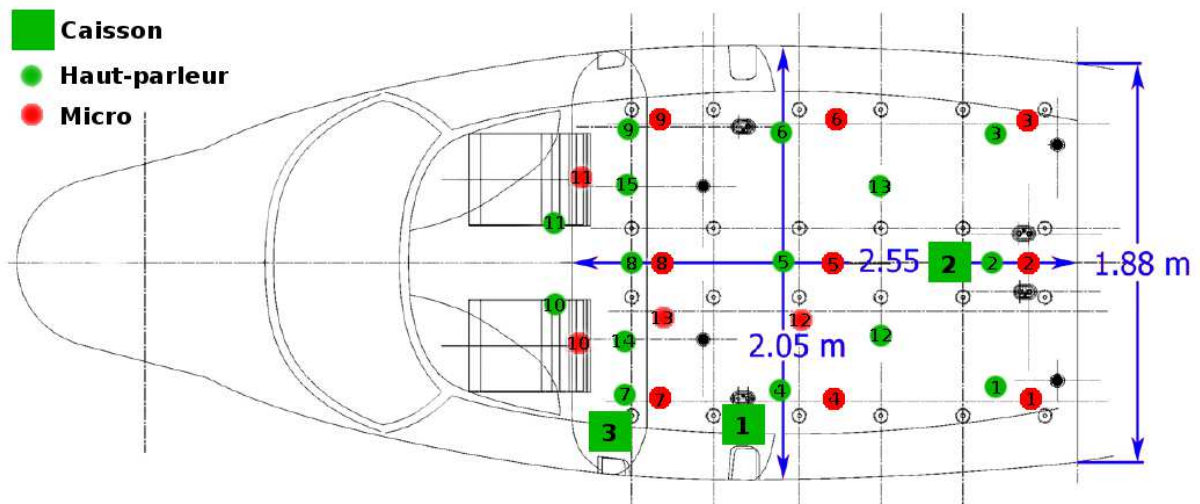 Caisson
Haut-parleur
Micro
9 9 6 6 3 3
11 15 13
11
8 8 5 5 2.55 2 2 2 1.88 m
10 13 12
10 14 2.05 m 12
7 7 4 4 1 1
3 1